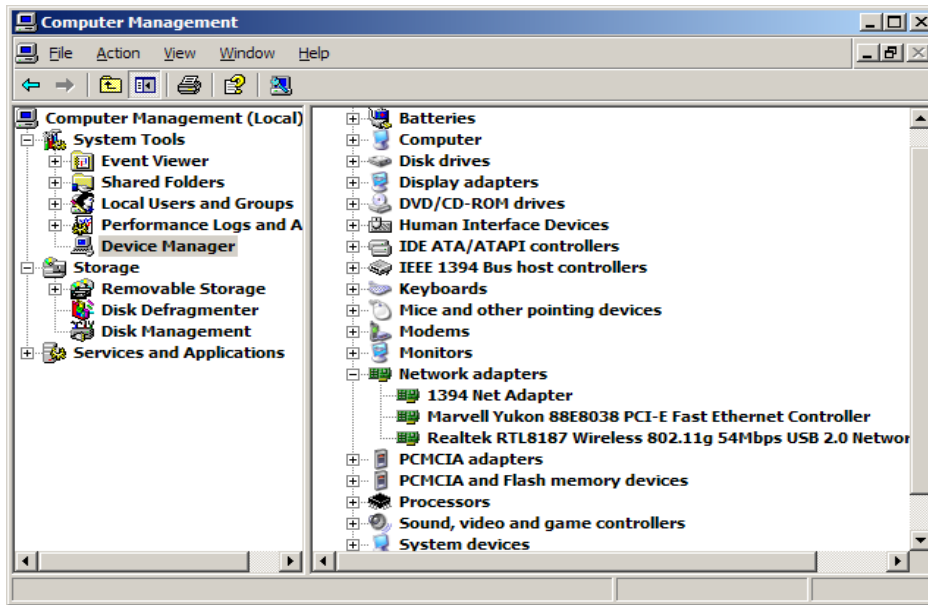 Computer Management
File Action View Window Help
Computer Management (Local)
System Tools
Event Viewer
Shared Folders
Local Users and Groups
Performance Logs and A
Device Manager
Storage
Removable Storage
Disk Defragmenter
Disk Management
Services and Applications
Batteries
Computer
Disk drives
Display adapters
DVD/CD-ROM drives
Human Interface Devices
IDE ATA/ATAPI controllers
IEEE 1394 Bus host controllers
Keyboards
Mice and other pointing devices
Modems
Monitors
Network adapters
1394 Net Adapter
Marvell Yukon 88E8038 PCI-E Fast Ethernet Controller
Realtek RTL8187 Wireless 802.11g 54Mbps USB 2.0 Networ
PCMCIA adapters
PCMCIA and Flash memory devices
Processors
Sound, video and game controllers
System devices